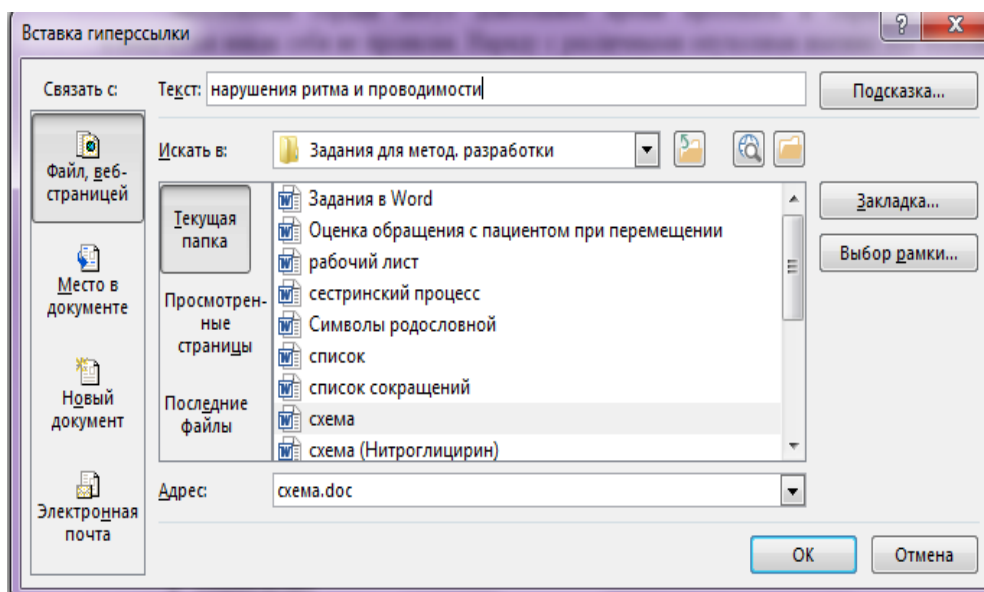 Вставка гиперссылки
Связать с:
Текст: нарушения ритма и проводимости
Подсказка...
Файл, веб-
страницей
Искать в:
Задания для метод. разработки
Текущая
папка
Задания в Word
Оценка обращения с пациентом при перемещении
рабочий лист
сестринский процесс
Символы родословной
список
список сокращений
схема
схема (Нитроглицирин)
Закладка...
Выбор рамки...
Место в
документе
Просмотрен-
ные
страницы
Новый
документ
Последние
файлы
Электронная
почта
Адрес:
схема.doc
ОК
Отмена